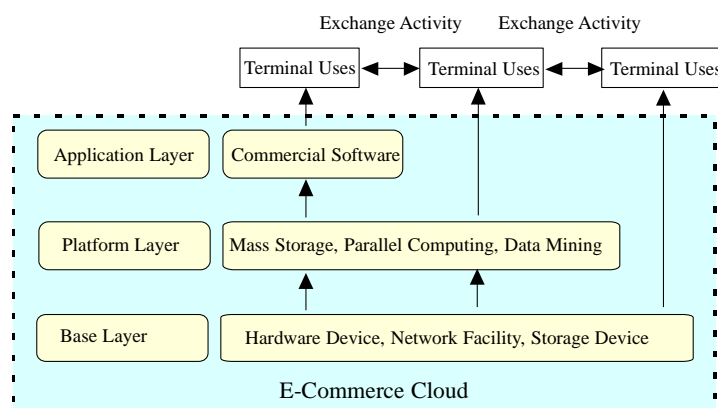 Exchange Activity Exchange Activity
Terminal Uses Terminal Uses Terminal Uses
Application Layer Commercial Software
Platform Layer Mass Storage, Parallel Computing, Data Mining
Base Layer Hardware Device, Network Facility, Storage Device
E-Commerce Cloud